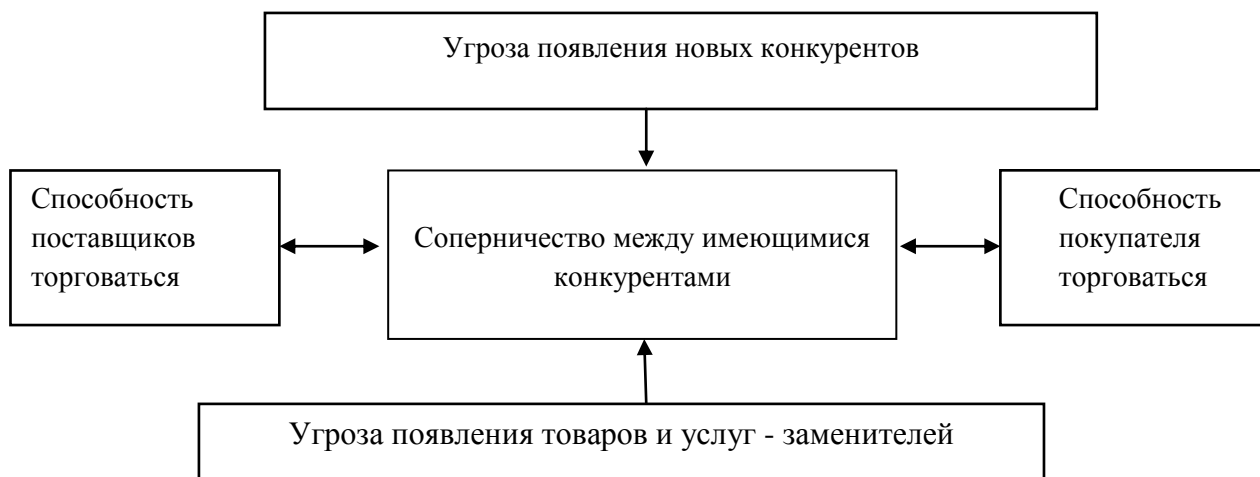 Угроза появления новых конкурентов
Способность
поставщиков
торговаться
Соперничество между имеющимися
конкурентами
Способность
покупателя
торговаться
Угроза появления товаров и услуг - заменителей